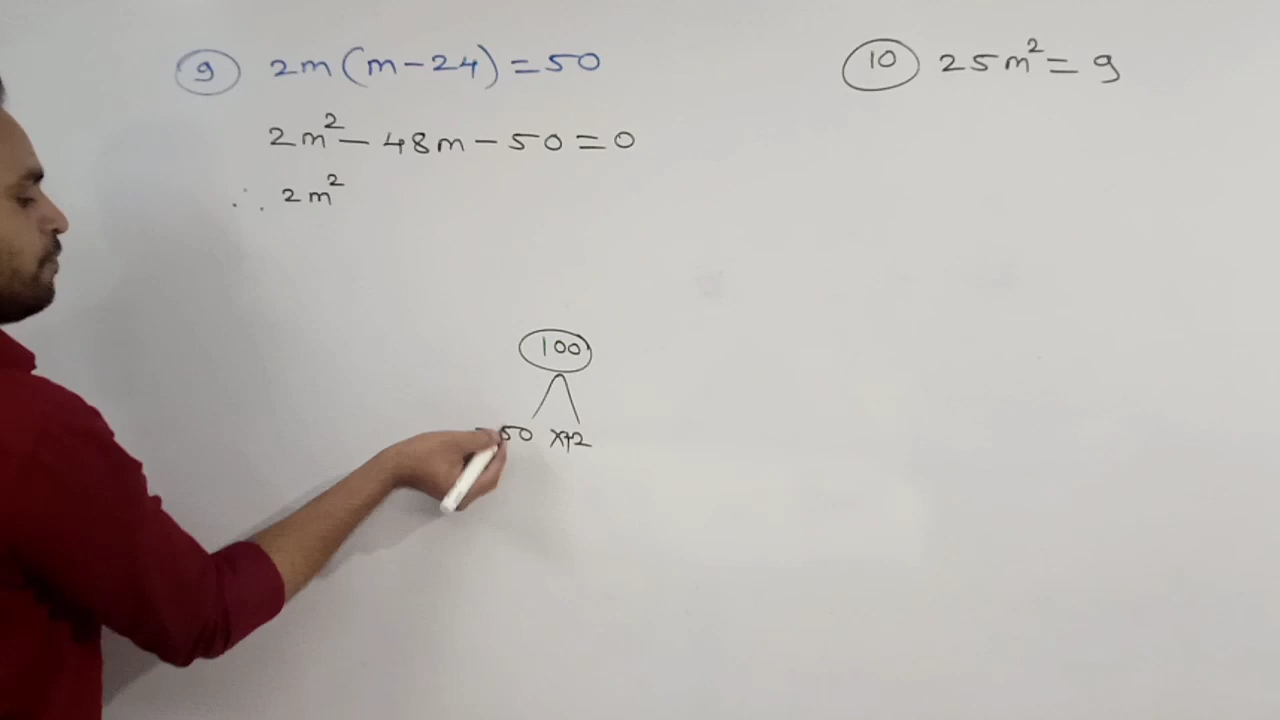 9 2m(m-24)=50
2m²-48m-50=0
∴ 2m²
100
-50 x+2
10 25m²=9